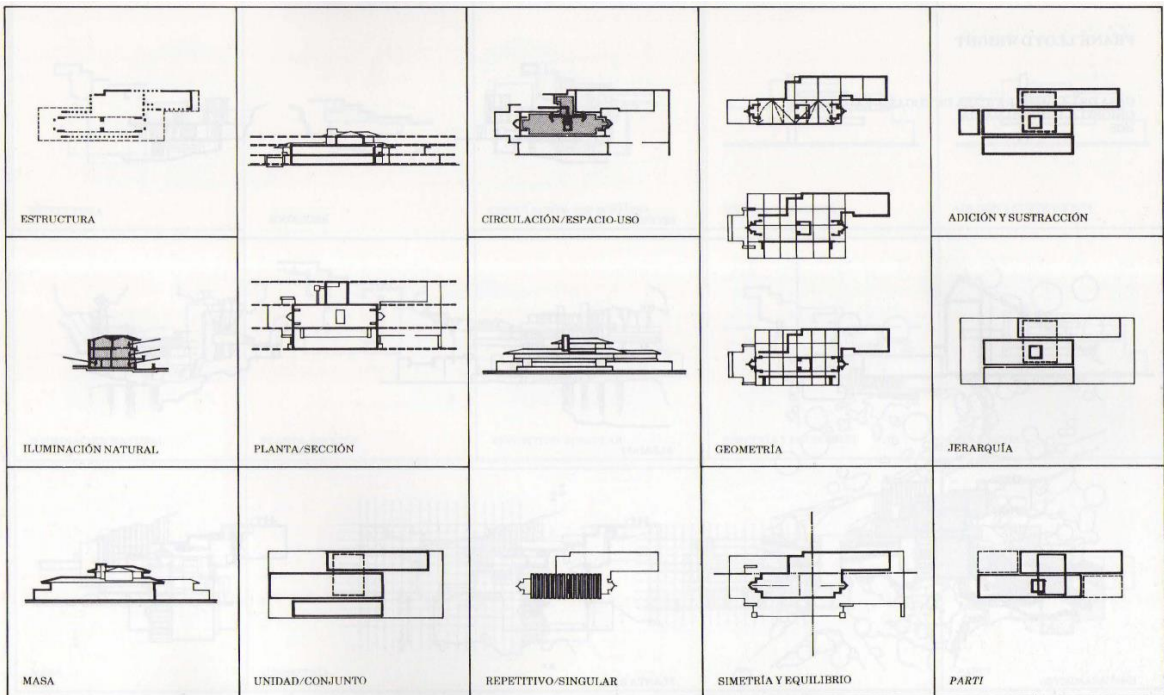 ESTRUCTURA
CIRCULACIÓN/ESPACIO-USO
ADICIÓN Y SUSTRACCIÓN
ILUMINACIÓN NATURAL
PLANTA/SECCIÓN
GEOMETRÍA
JERARQUÍA
MASA
UNIDAD/CONJUNTO
REPETITIVO/SINGULAR
SIMETRÍA Y EQUILIBRIO
PARTI